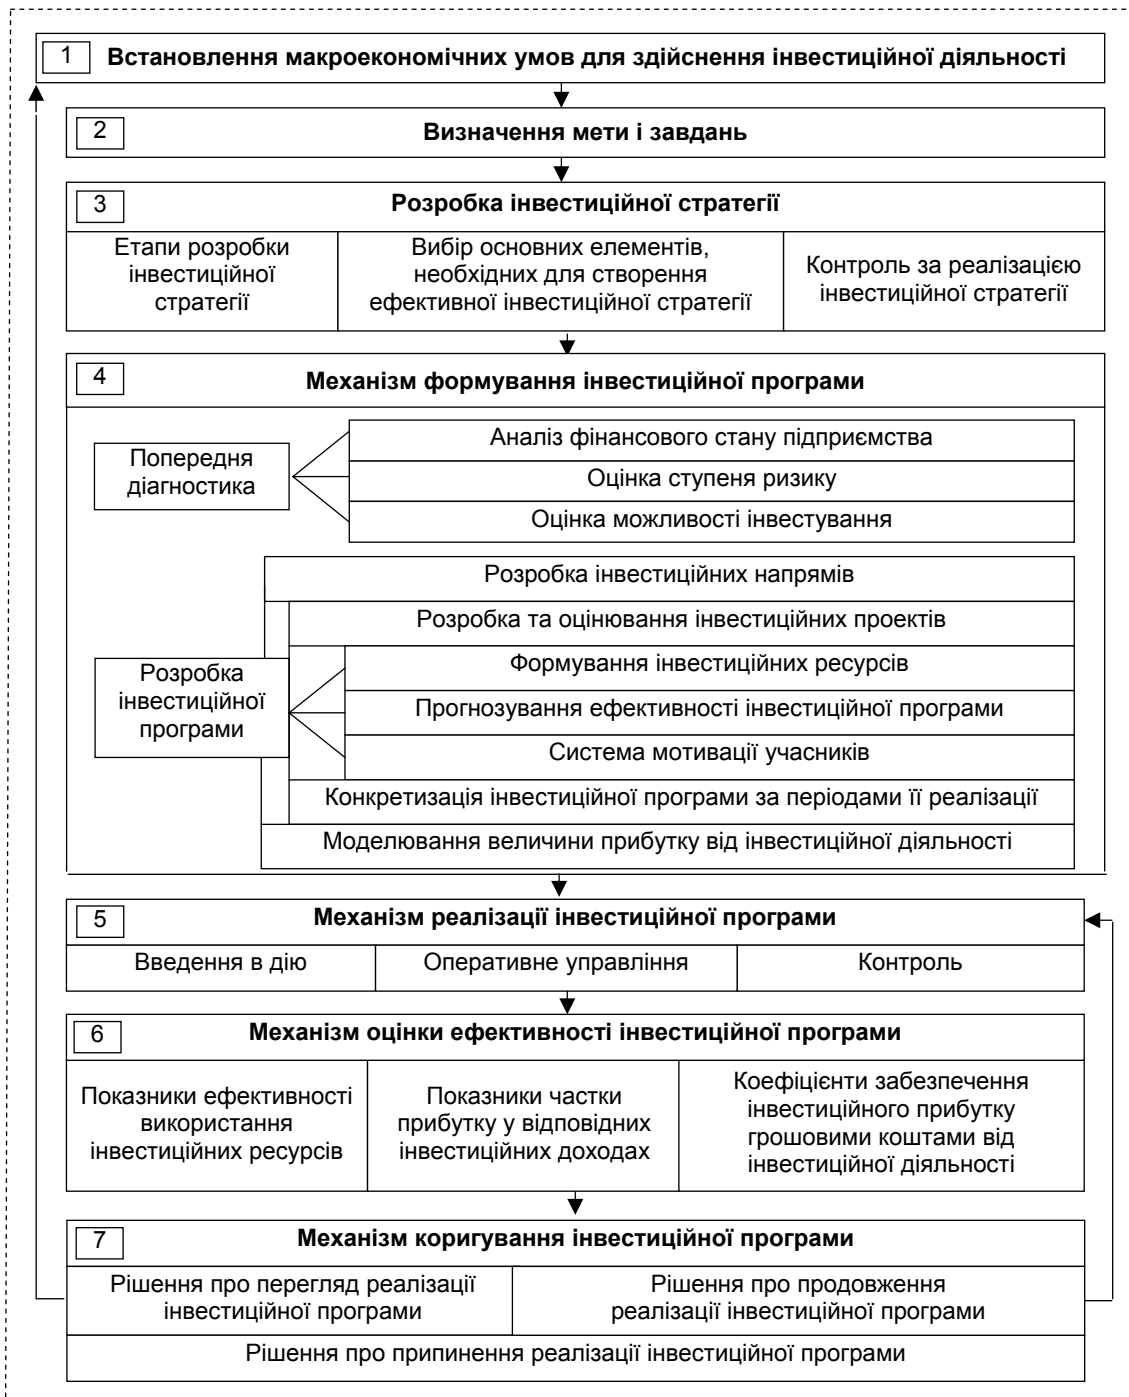 1 Встановлення макроекономічних умов для здійснення інвестиційної діяльності
2 Визначення мети і завдань
3 Розробка інвестиційної стратегії
Етапи розробки
інвестиційної
стратегії
Вибір основних елементів,
необхідних для створення
ефективної інвестиційної стратегії
Контроль за реалізацією
інвестиційної стратегії
4 Механізм формування інвестиційної програми
Попередня
діагностика
Аналіз фінансового стану підприємства
Оцінка ступеня ризику
Оцінка можливості інвестування
Розробка
інвестиційної
програми
Розробка інвестиційних напрямів
Розробка та оцінювання інвестиційних проектів
Формування інвестиційних ресурсів
Прогнозування ефективності інвестиційної програми
Система мотивації учасників
Конкретизація інвестиційної програми за періодами її реалізації
Моделювання величини прибутку від інвестиційної діяльності
5 Механізм реалізації інвестиційної програми
Введення в дію
Оперативне управління
Контроль
6 Механізм оцінки ефективності інвестиційної програми
Показники ефективності
використання
інвестиційних ресурсів
Показники частки
прибутку у відповідних
інвестиційних доходах
Коефіцієнти забезпечення
інвестиційного прибутку
грошовими коштами від
інвестиційної діяльності
7 Механізм коригування інвестиційної програми
Рішення про перегляд реалізації
інвестиційної програми
Рішення про продовження
реалізації інвестиційної програми
Рішення про припинення реалізації інвестиційної програми